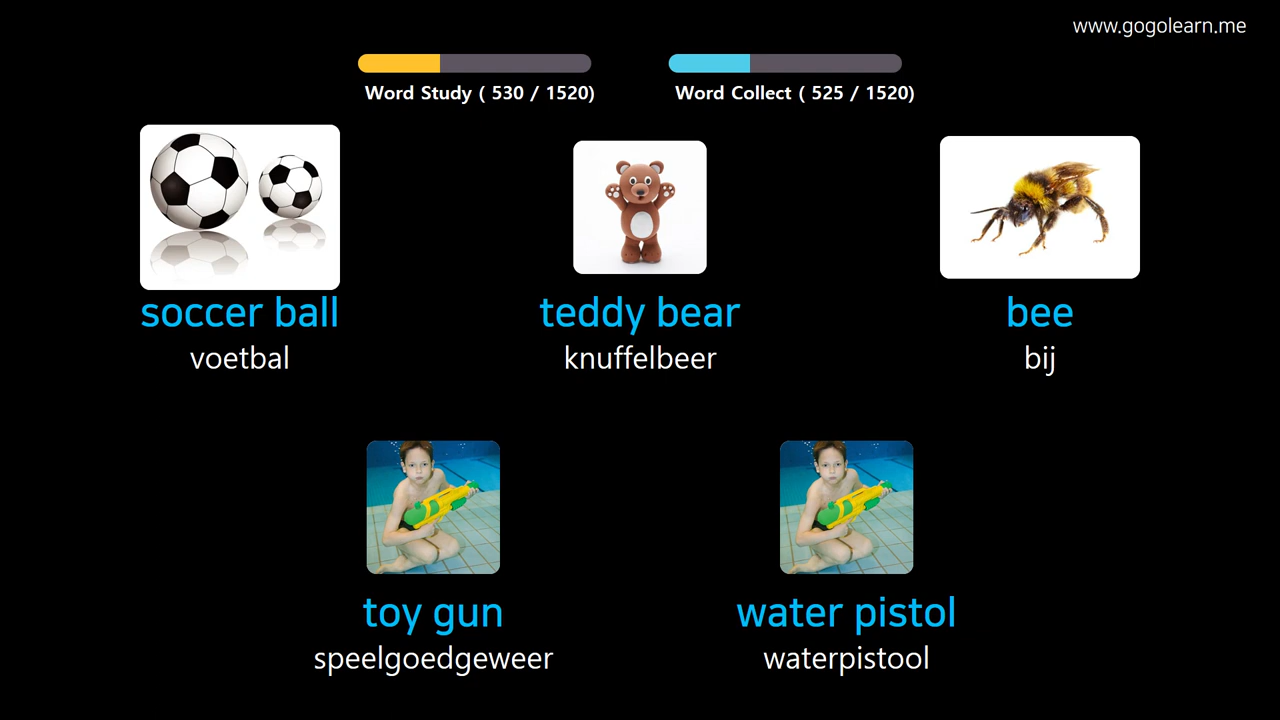 www.gogolearn.me
Word Study ( 530 / 1520)
Word Collect ( 525 / 1520)
soccer ball
voetbal
teddy bear
knuffelbeer
bee
bij
toy gun
speelgoedgeweer
water pistol
waterpistool